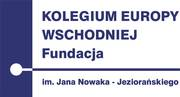 KOLEGIUM EUROPY
WSCHODNIEJ
Fundacja
im. Jana Nowaka - Jeziorańskiego